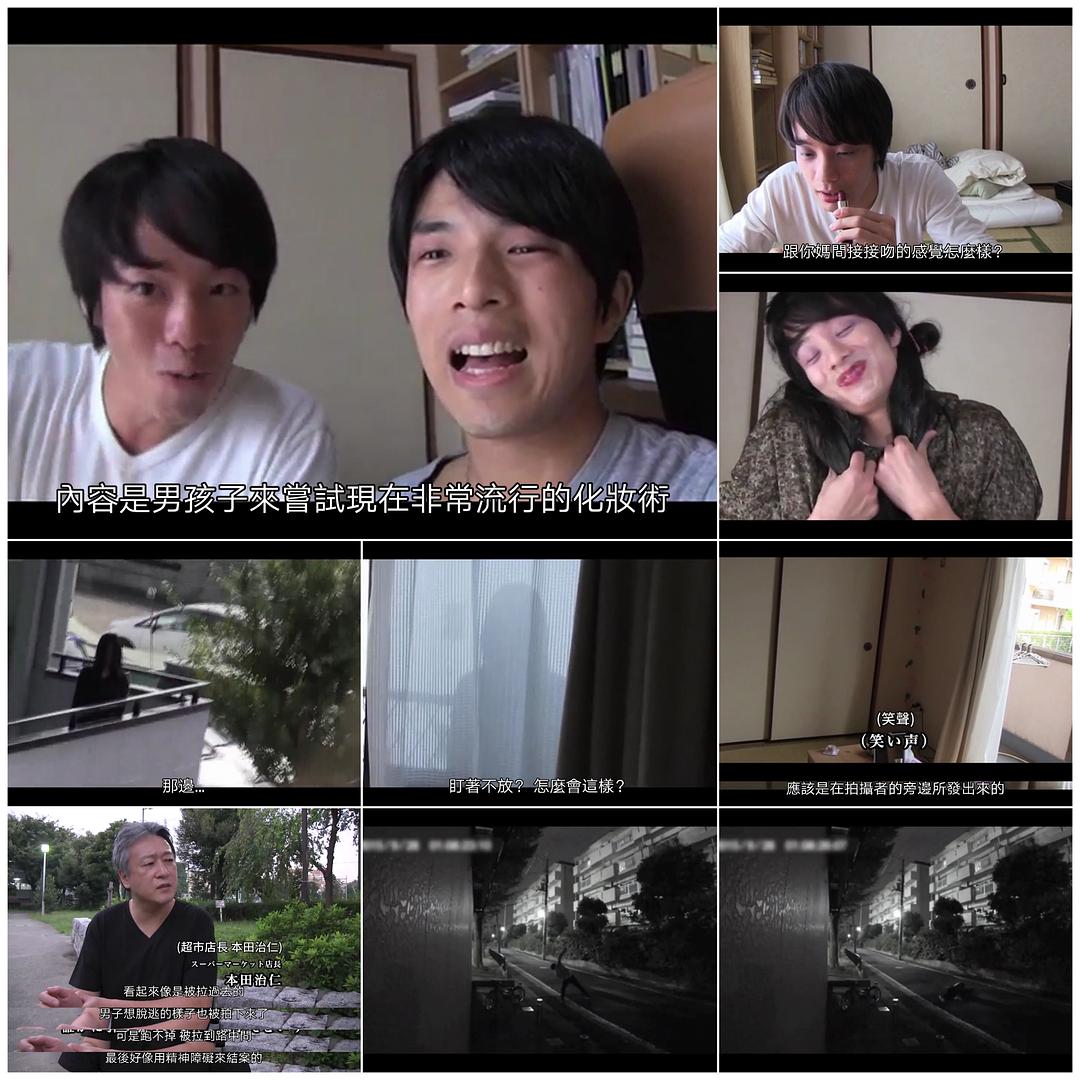 內容是男孩子來嘗試現在非常流行的化妝術
跟你媽間接接吻的感覺怎麼樣?
那邊...
盯著不放? 怎麼會這樣?
(笑聲)
(笑い声)
應該是在拍攝者的旁邊所發出來的
(超市店長 本田治仁)
スーパーマーケット店長
本田治仁
看起來像是被拉過去的
男子想脫逃的樣子也被拍下來了
可是跑不掉 被拉到路中間
最後好像用精神障礙來結案的